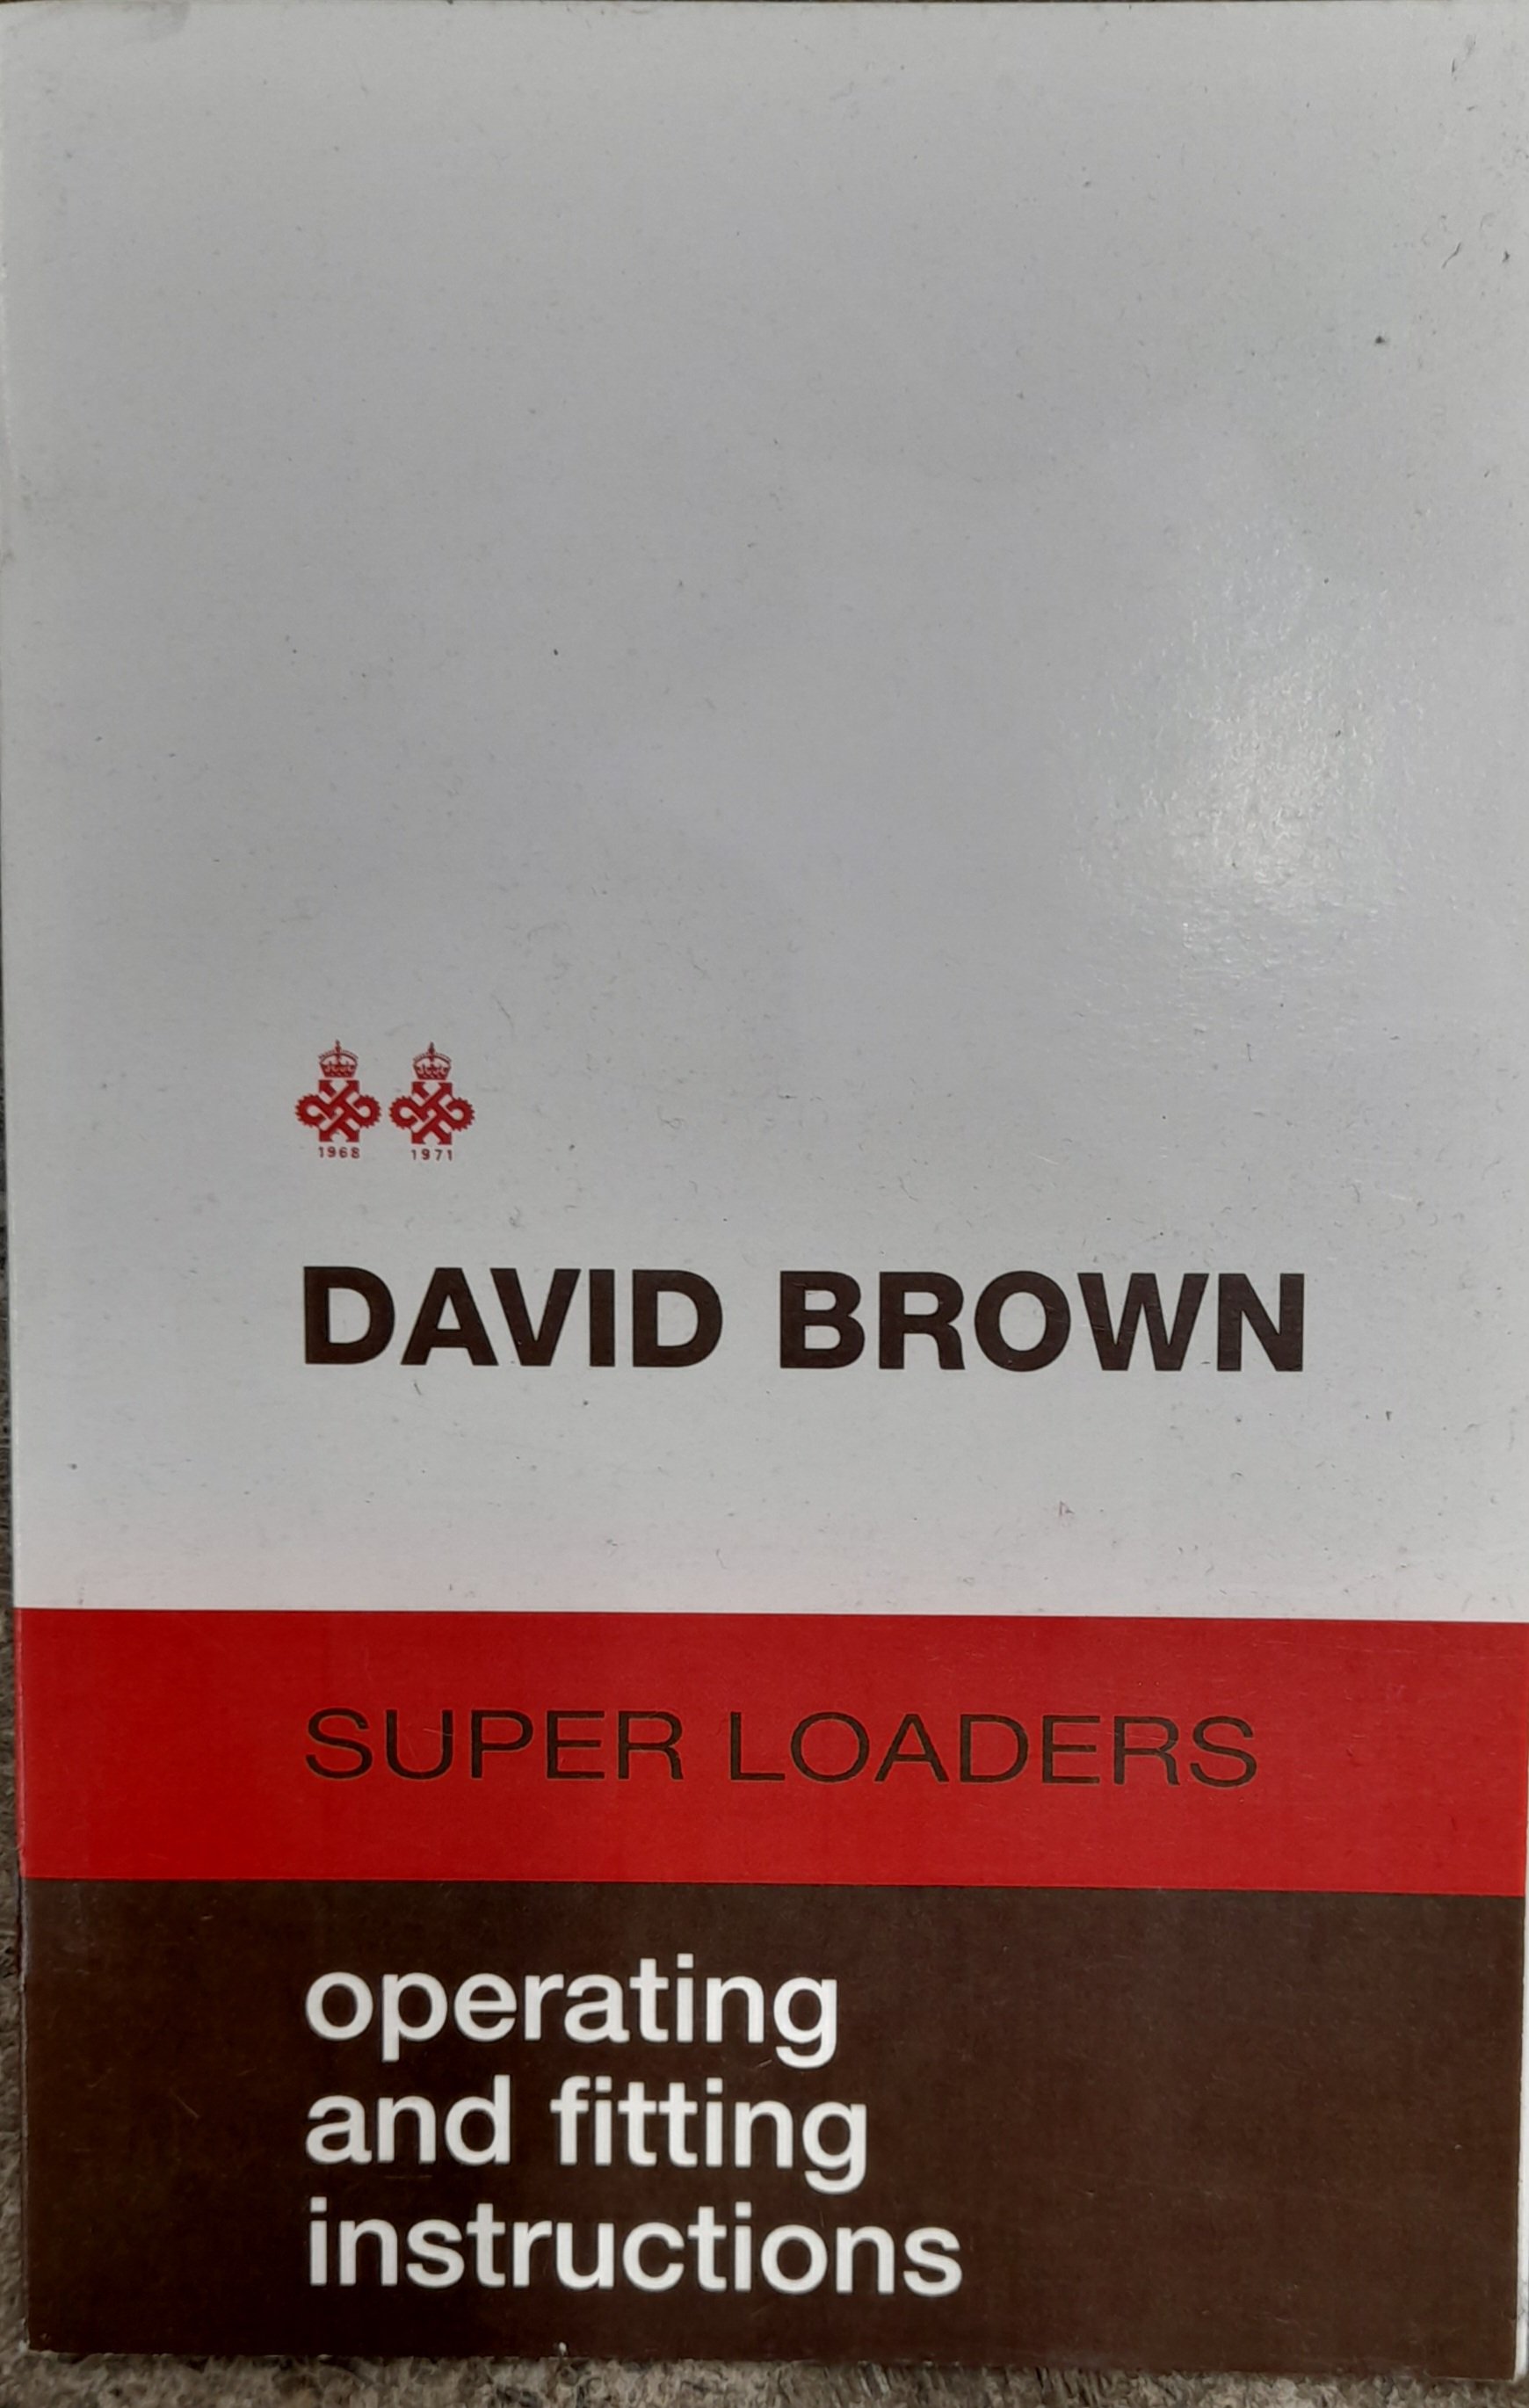 1968 1971
DAVID BROWN
SUPER LOADERS
operating
and fitting
instructions